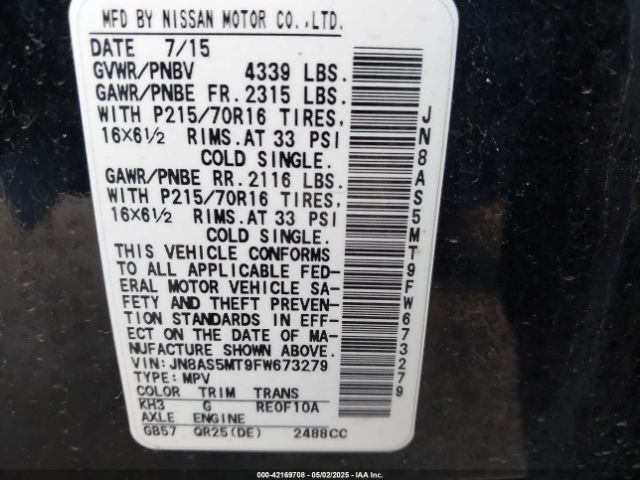 MFD BY NISSAN MOTOR CO.,LTD.
DATE 7/15
GVWR/PNBV 4339 LBS.
GAWR/PNBE FR. 2315 LBS.
WITH P215/70R16 TIRES,
16X6½ RIMS.AT 33 PSI
COLD SINGLE.
GAWR/PNBE RR. 2116 LBS.
WITH P215/70R16 TIRES,
16X6½ RIMS.AT 33 PSI
COLD SINGLE.
THIS VEHICLE CONFORMS
TO ALL APPLICABLE FED-
ERAL MOTOR VEHICLE SA-
FETY AND THEFT PREVEN-
TION STANDARDS IN EFF-
ECT ON THE DATE OF MA-
NUFACTURE SHOWN ABOVE.
VIN:JN8AS5MT9FW673279
TYPE:MPV
COLOR TRIM TRANS
KH3 G RE0F10A
AXLE ENGINE
GB57 QR25(DE) 2488CC
JN8AS5MT9FW673279
000-42169708 - 05/02/2025 - IAAI.COM